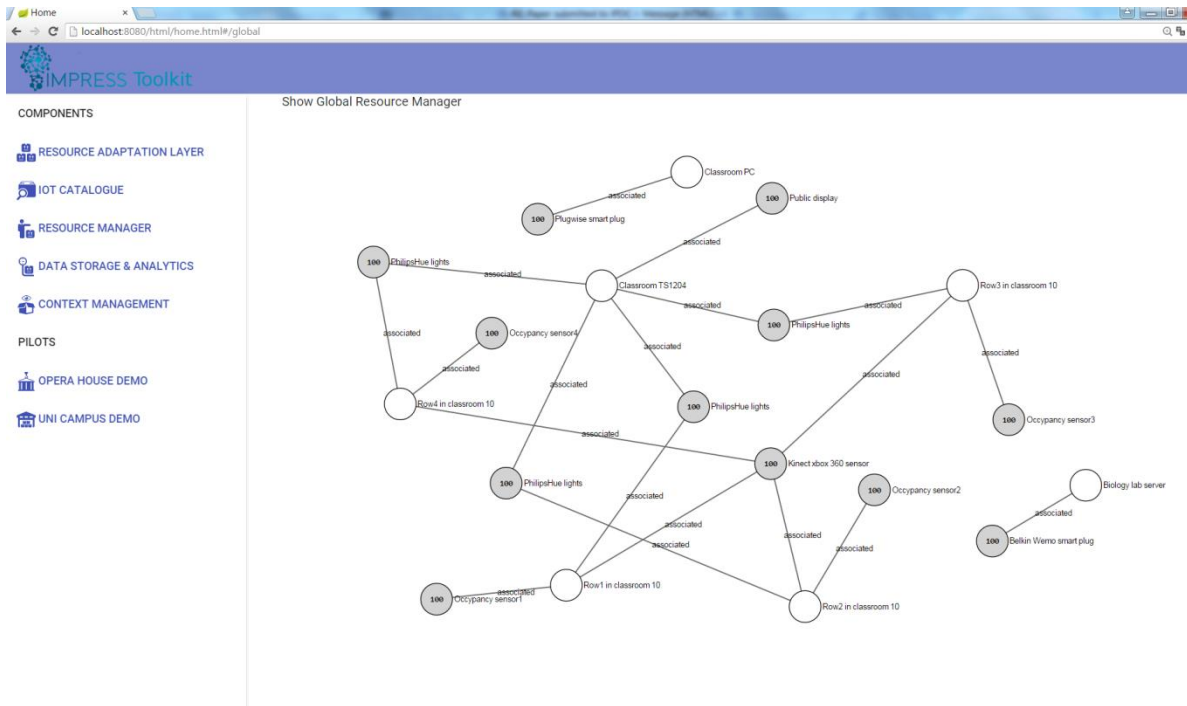 Home
localhost:8080/html/home.html#/global
IMPRESS Toolkit
COMPONENTS
RESOURCE ADAPTATION LAYER
IOT CATALOGUE
RESOURCE MANAGER
DATA STORAGE & ANALYTICS
CONTEXT MANAGEMENT
PILOTS
OPERA HOUSE DEMO
UNI CAMPUS DEMO
Show Global Resource Manager
Classroom PC
associated
100 Public display
100 Plugwise smart plug
associated
100 PhilipsHue lights
associated
Classroom TS1204
Row3 in classroom 10
associated
associated
100 PhilipsHue lights
associated
100 Occypancy sensor4
associated
associated
associated
associated
associated
associated
Row4 in classroom 10
100 PhilipsHue lights
100 Occypancy sensor3
associated
100 Kinect xbox 360 sensor
100 PhilipsHue lights
100 Occypancy sensor2
Biology lab server
associated
associated
associated
associated
100 Belkin Wemo smart plug
associated
associated
Row1 in classroom 10
associated
100 Occypancy sensor1
Row2 in classroom 10